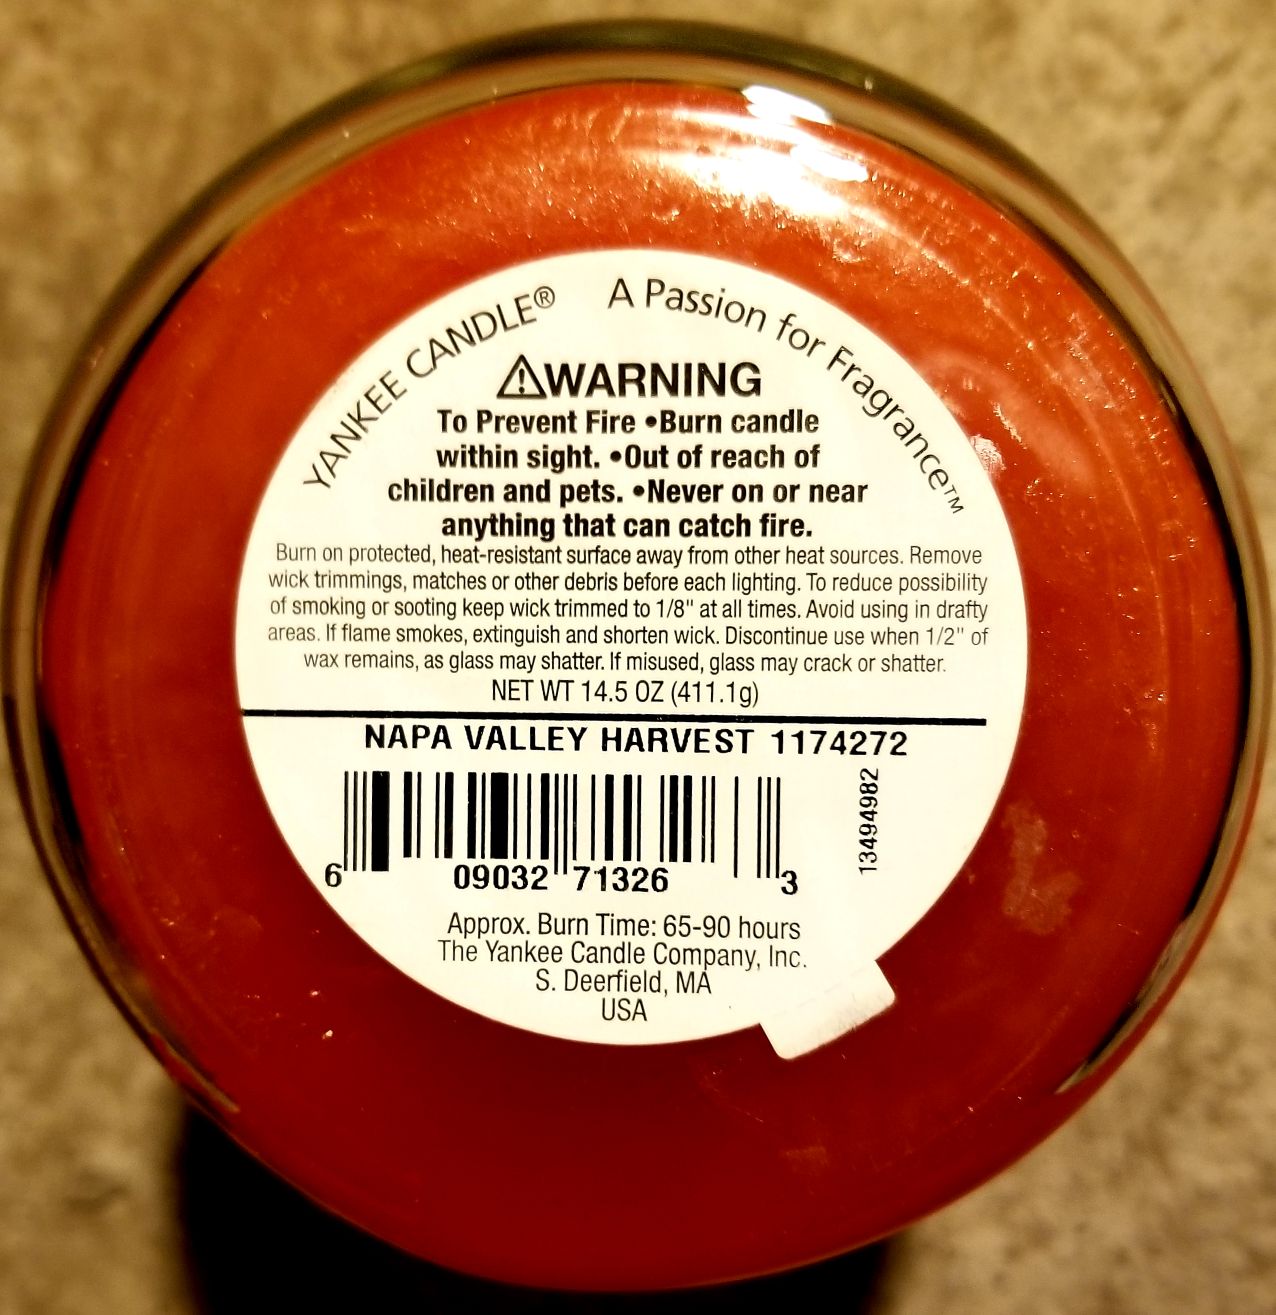 YANKEE CANDLE® A Passion for Fragrance™
⚠WARNING
To Prevent Fire •Burn candle
within sight. •Out of reach of
children and pets. •Never on or near
anything that can catch fire.
Burn on protected, heat-resistant surface away from other heat sources. Remove
wick trimmings, matches or other debris before each lighting. To reduce possibility
of smoking or sooting keep wick trimmed to 1/8" at all times. Avoid using in drafty
areas. If flame smokes, extinguish and shorten wick. Discontinue use when 1/2" of
wax remains, as glass may shatter. If misused, glass may crack or shatter.
NET WT 14.5 OZ (411.1g)
NAPA VALLEY HARVEST 1174272
13494982
6 09032 71326 3
Approx. Burn Time: 65-90 hours
The Yankee Candle Company, Inc.
S. Deerfield, MA
USA